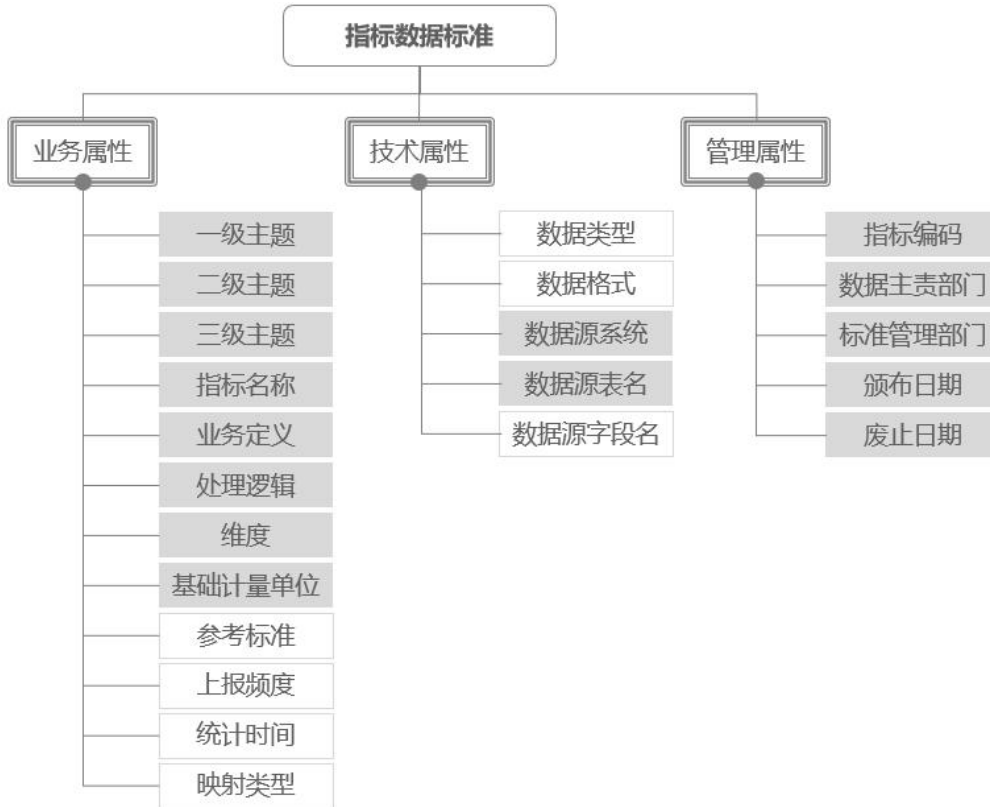 指标数据标准
业务属性
一级主题
二级主题
三级主题
指标名称
业务定义
处理逻辑
维度
基础计量单位
参考标准
上报频度
统计时间
映射类型
技术属性
数据类型
数据格式
数据源系统
数据源表名
数据源字段名
管理属性
指标编码
数据主责部门
标准管理部门
颁布日期
废止日期